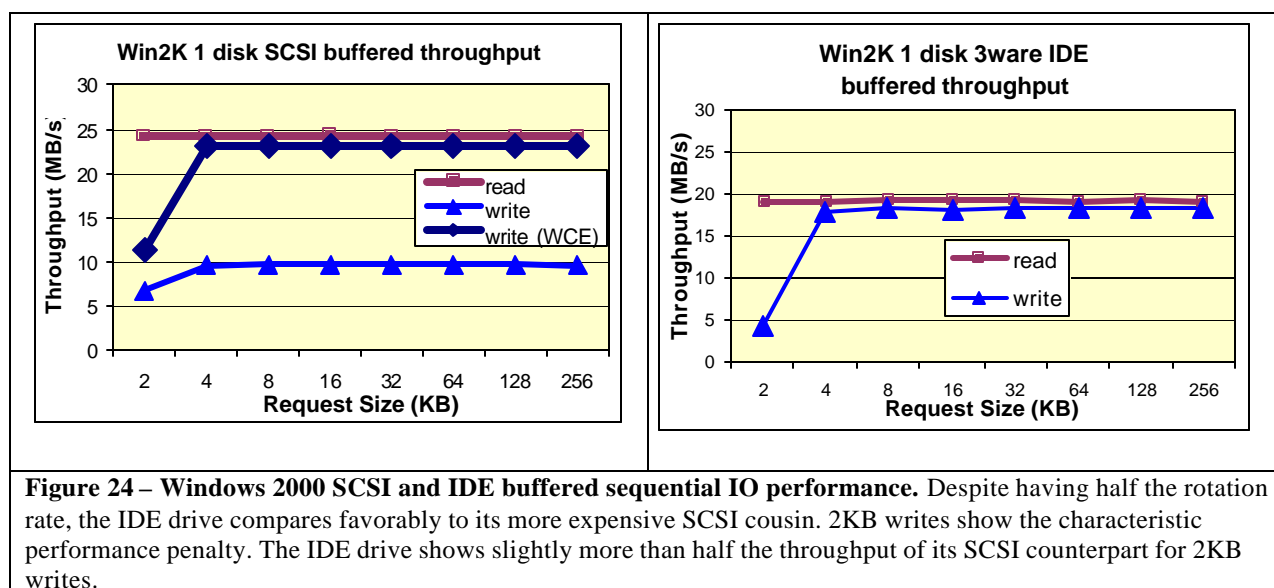 Win2K 1 disk SCSI buffered throughput
30
25
20
15
10
5
0
Throughput (MB/s)
read
write
write (WCE)
2 4 8 16 32 64 128 256
Request Size (KB)
Win2K 1 disk 3ware IDE
buffered throughput
30
25
20
15
10
5
0
Throughput (MB/s)
read
write
2 4 8 16 32 64 128 256
Request Size (KB)
Figure 24 – Windows 2000 SCSI and IDE buffered sequential IO performance. Despite having half the rotation
rate, the IDE drive compares favorably to its more expensive SCSI cousin. 2KB writes show the characteristic
performance penalty. The IDE drive shows slightly more than half the throughput of its SCSI counterpart for 2KB
writes.